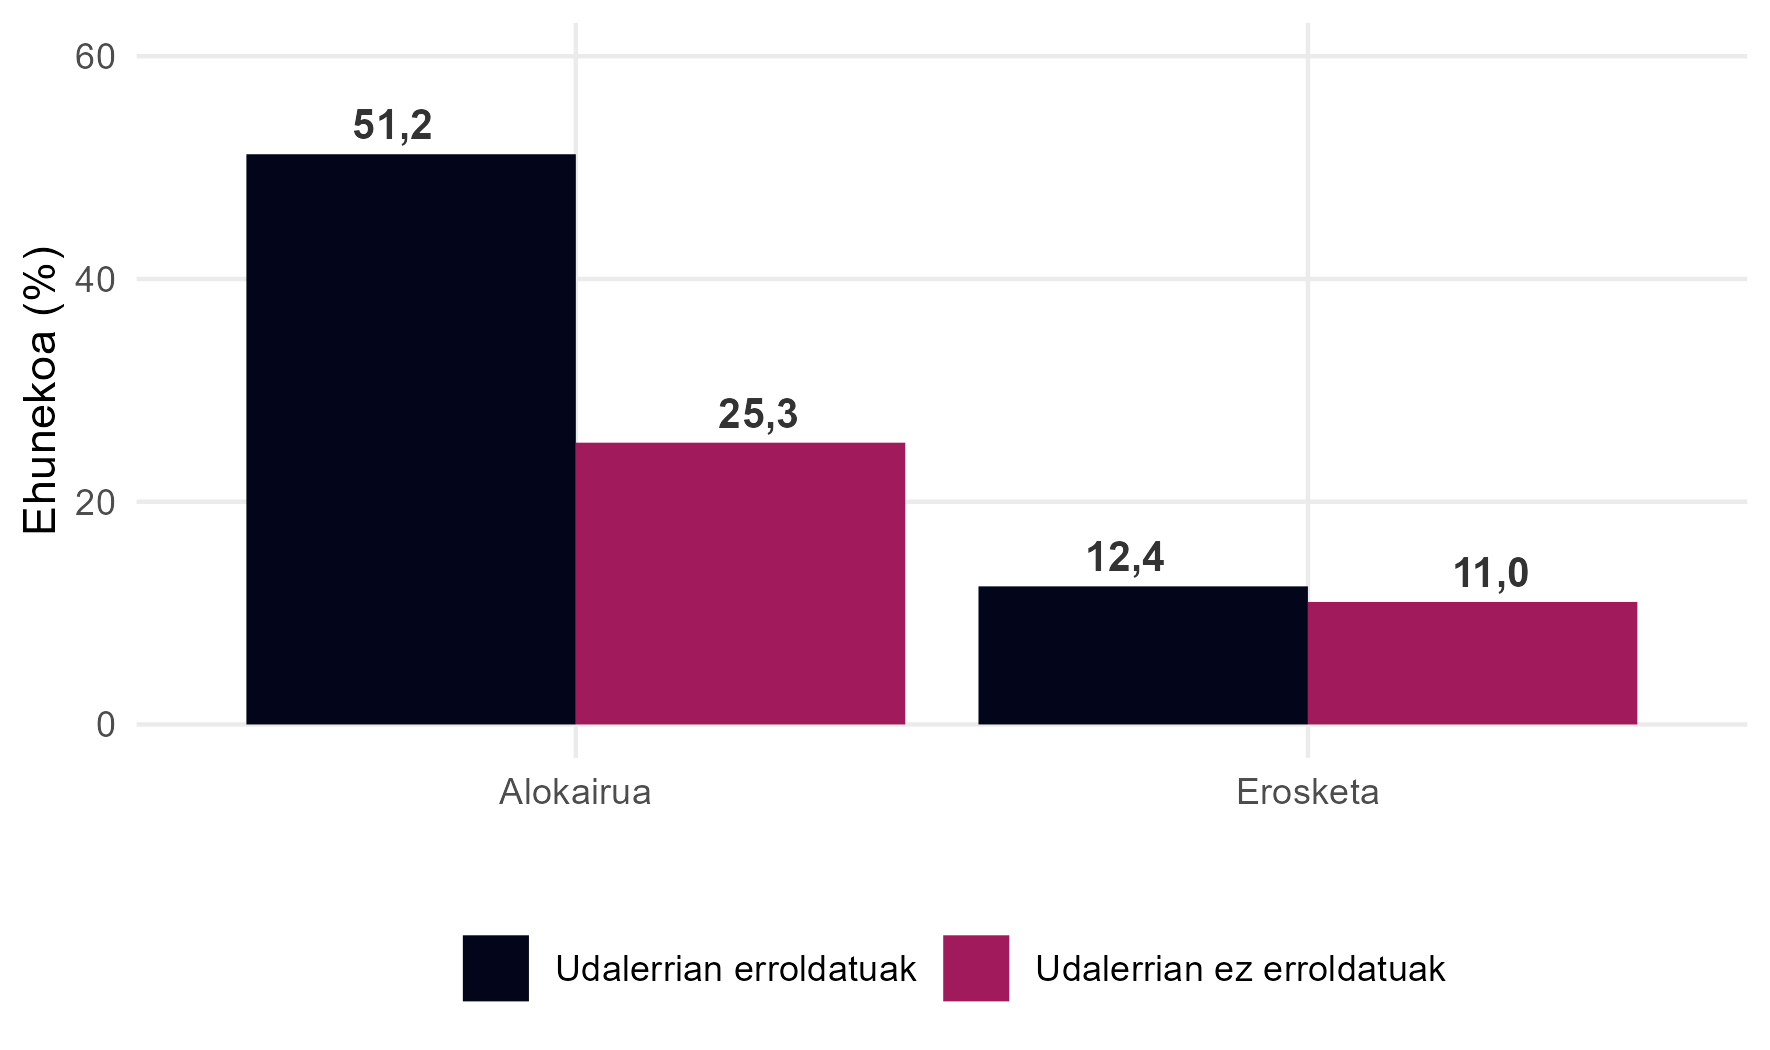 Ehunekoa (%)
60
40
20
0
51,2
25,3
12,4
11,0
Alokairua
Erosketa
Udalerrian erroldatuak
Udalerrian ez erroldatuak